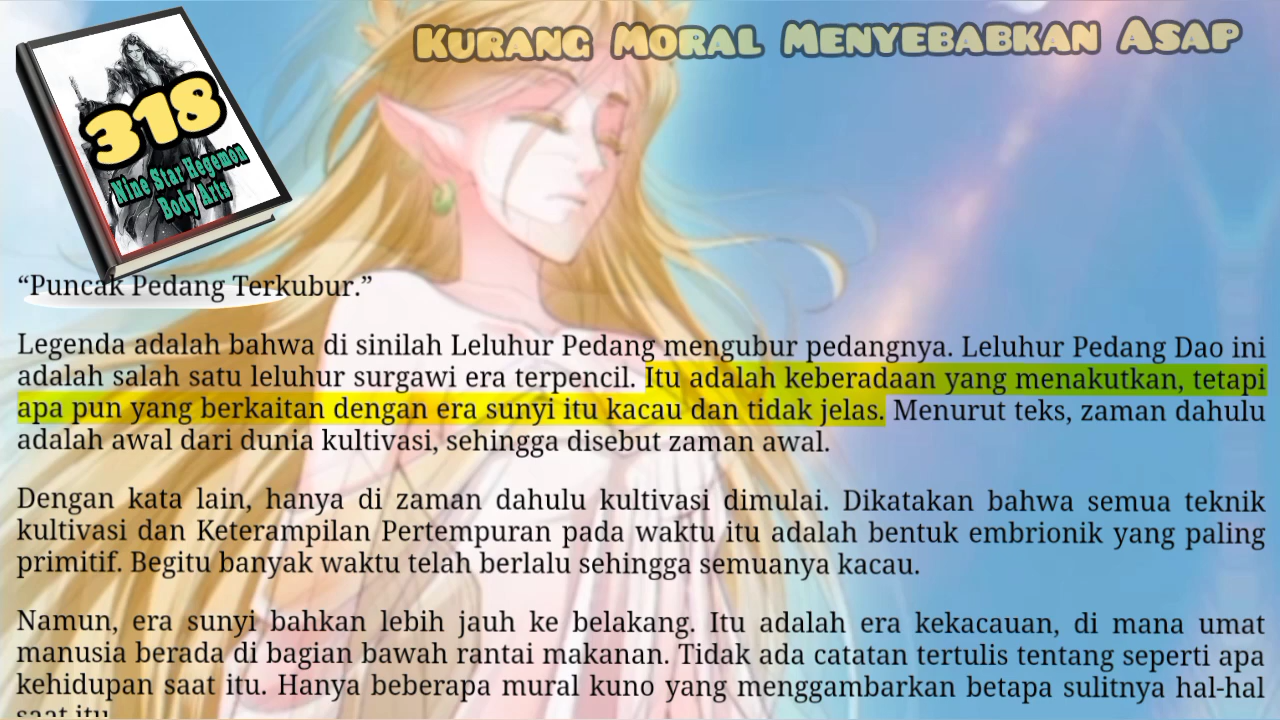 Kurang Moral Menyebabkan Asap
318
Nine Star Hegemon
Body Arts
“Puncak Pedang Terkubur.”
Legenda adalah bahwa di sinilah Leluhur Pedang mengubur pedangnya. Leluhur Pedang Dao ini
adalah salah satu leluhur surgawi era terpencil. Itu adalah keberadaan yang menakutkan, tetapi
apa pun yang berkaitan dengan era sunyi itu kacau dan tidak jelas. Menurut teks, zaman dahulu
adalah awal dari dunia kultivasi, sehingga disebut zaman awal.
Dengan kata lain, hanya di zaman dahulu kultivasi dimulai. Dikatakan bahwa semua teknik
kultivasi dan Keterampilan Pertempuran pada waktu itu adalah bentuk embrionik yang paling
primitif. Begitu banyak waktu telah berlalu sehingga semuanya kacau.
Namun, era sunyi bahkan lebih jauh ke belakang. Itu adalah era kekacauan, di mana umat
manusia berada di bagian bawah rantai makanan. Tidak ada catatan tertulis tentang seperti apa
kehidupan saat itu. Hanya beberapa mural kuno yang menggambarkan betapa sulitnya hal-hal
saat itu